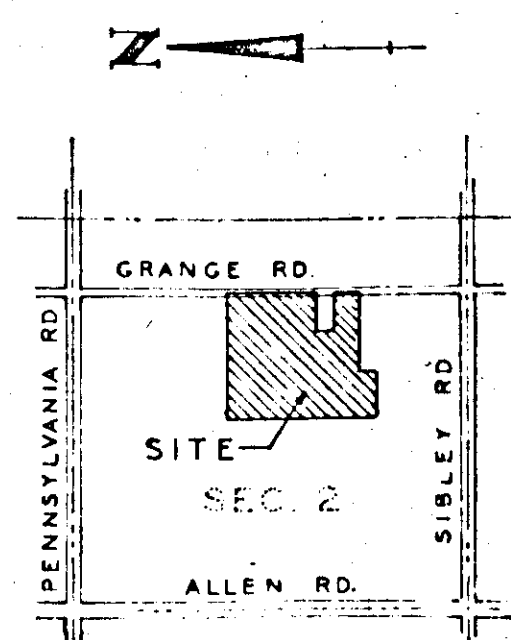 N
GRANGE RD.
PENNSYLVANIA RD
SITE
SEC. 2
SIBLEY RD
ALLEN RD.